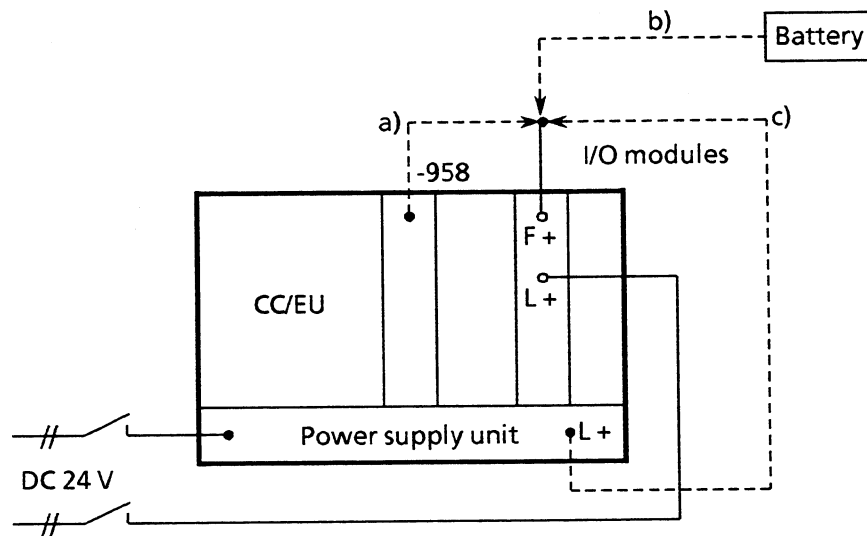 b)
Battery
a)
c)
I/O modules
-958
F +
L +
CC/EU
Power supply unit
L +
DC 24 V